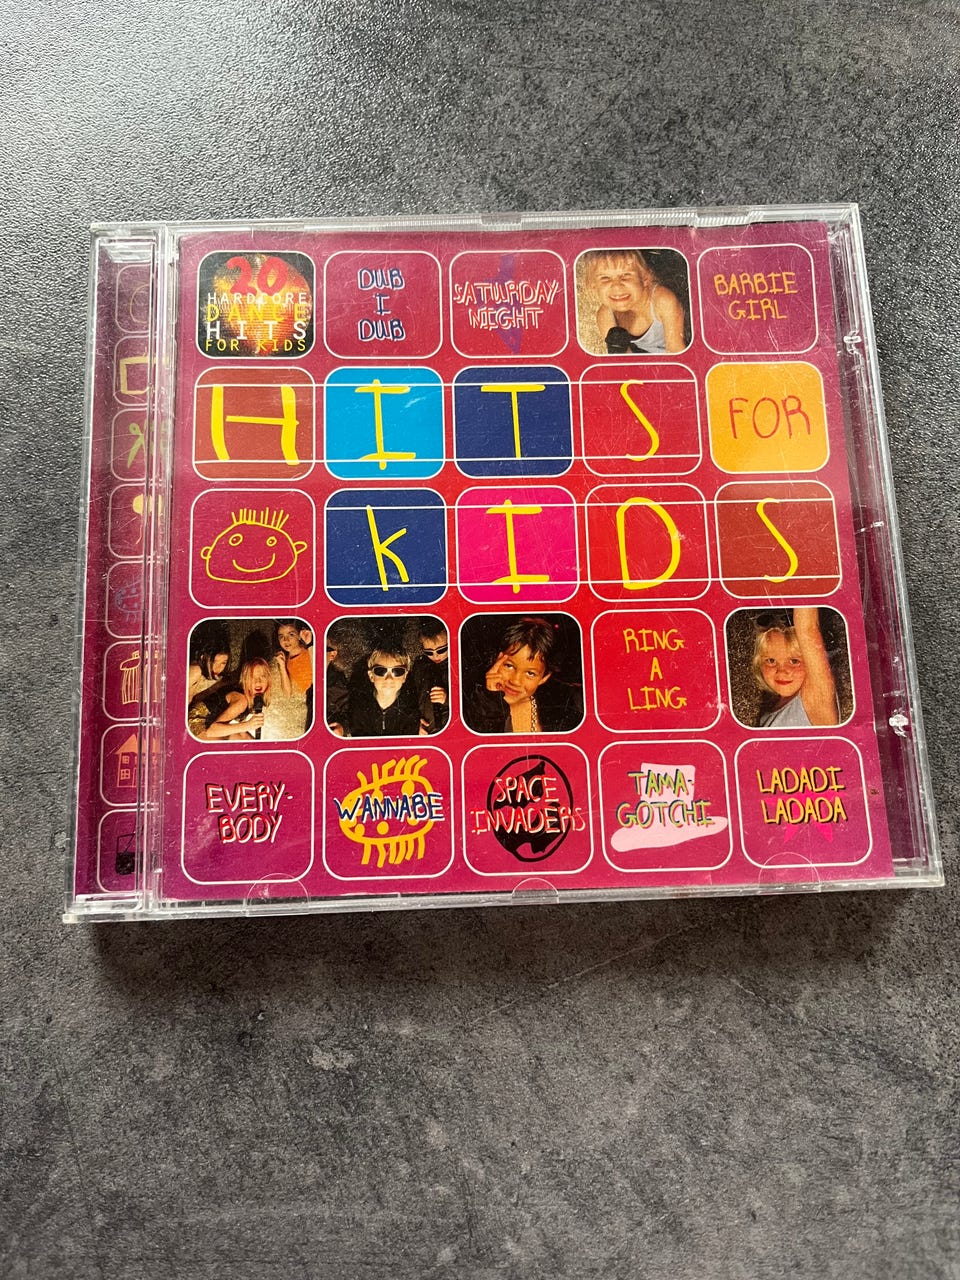 20
HARDCORE
DANCE
HITS
FOR KIDS
DUB
I
DUB
SATURDAY
NIGHT
BARBIE
GIRL
HITS FOR
KIDS
RING
A
LING
EVERY-
BODY
WANNABE
SPACE
INVADERS
TAMA-
GOTCHI
LADADI
LADADA